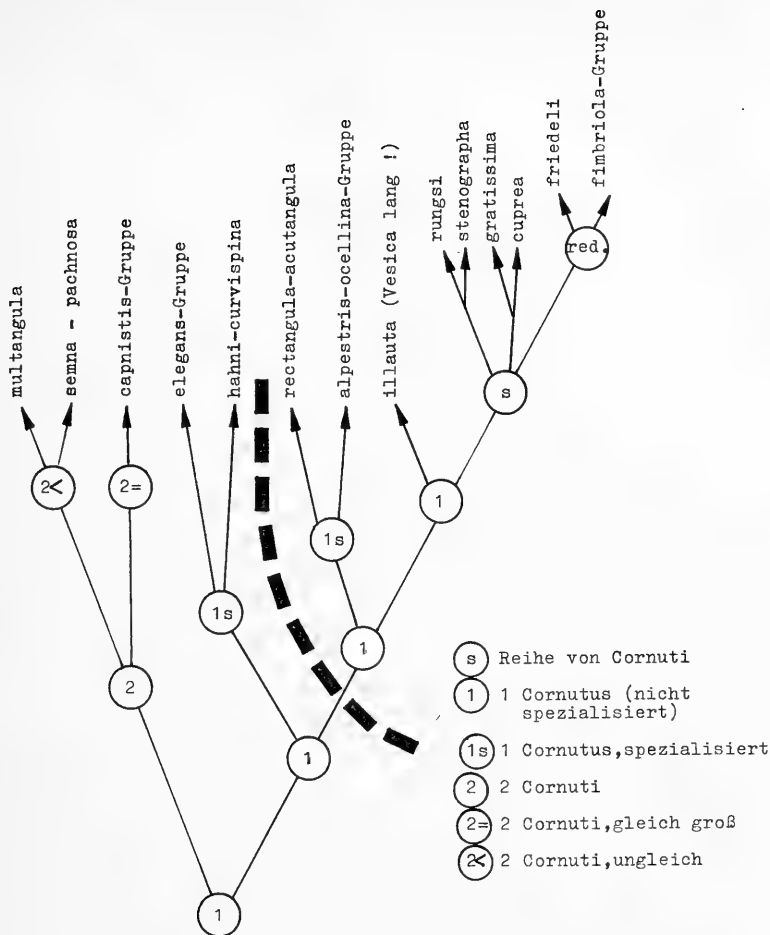 multangula
semna - pachnosa
capnistis-Gruppe
elegans-Gruppe
hahni-curvispina
rectangula-acutangula
alpestris-ocellina-Gruppe
illauta (Vesica lang !)
rungsi
stenographa
gratissima
cuprea
friedeli
fimbriola-Gruppe
red.
s
2<
2=
1
1s
1s
1
2
1
1
s Reihe von Cornuti
1 1 Cornutus (nicht
spezialisiert)
1s 1 Cornutus,spezialisiert
2 2 Cornuti
2= 2 Cornuti,gleich groß
2< 2 Cornuti,ungleich